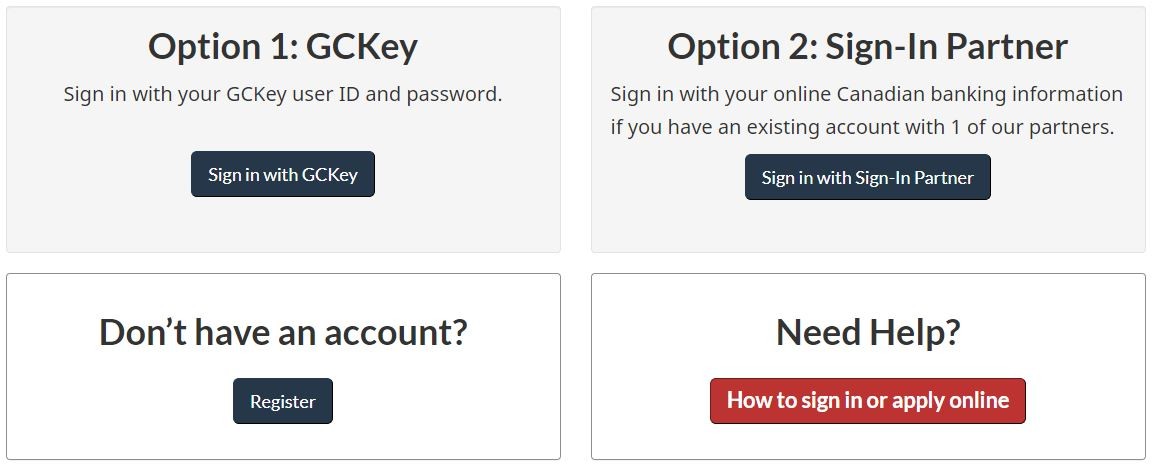 Option 1: GCKey
Sign in with your GCKey user ID and password.
Sign in with GCKey
Option 2: Sign-In Partner
Sign in with your online Canadian banking information
if you have an existing account with 1 of our partners.
Sign in with Sign-In Partner
Don’t have an account?
Register
Need Help?
How to sign in or apply online